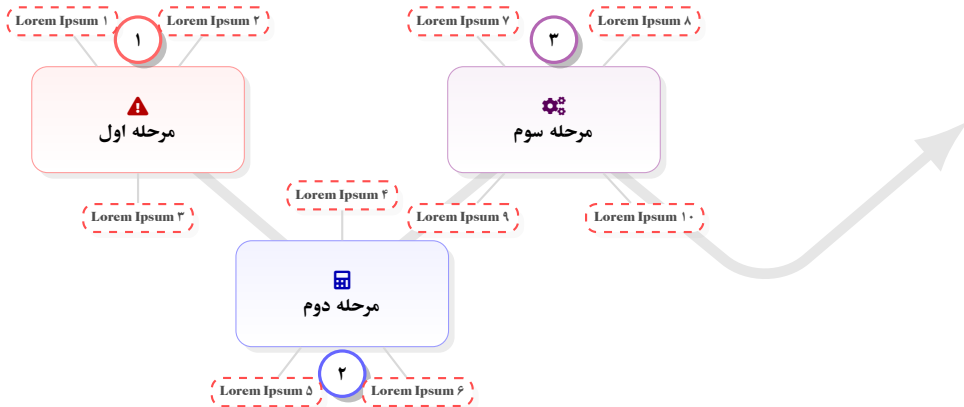 Lorem Ipsum ۱
Lorem Ipsum ۲
۱
مرحله اول
Lorem Ipsum ۳
Lorem Ipsum ۴
مرحله دوم
۲
Lorem Ipsum ۵
Lorem Ipsum ۶
Lorem Ipsum ۷
Lorem Ipsum ۸
۳
مرحله سوم
Lorem Ipsum ۹
Lorem Ipsum ۱۰